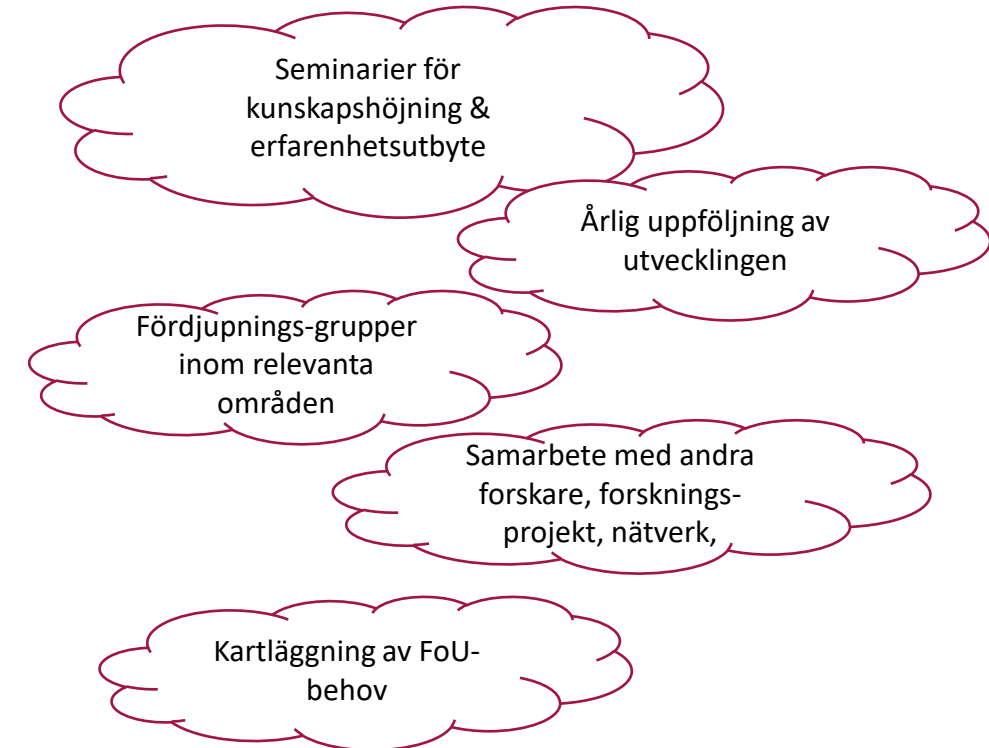 Seminarier för
kunskapshöjning &
erfarenhetsutbyte
Årlig uppföljning av
utvecklingen
Fördjupnings-grupper
inom relevanta
områden
Samarbete med andra
forskare, forsknings-
projekt, nätverk,
Kartläggning av FoU-
behov